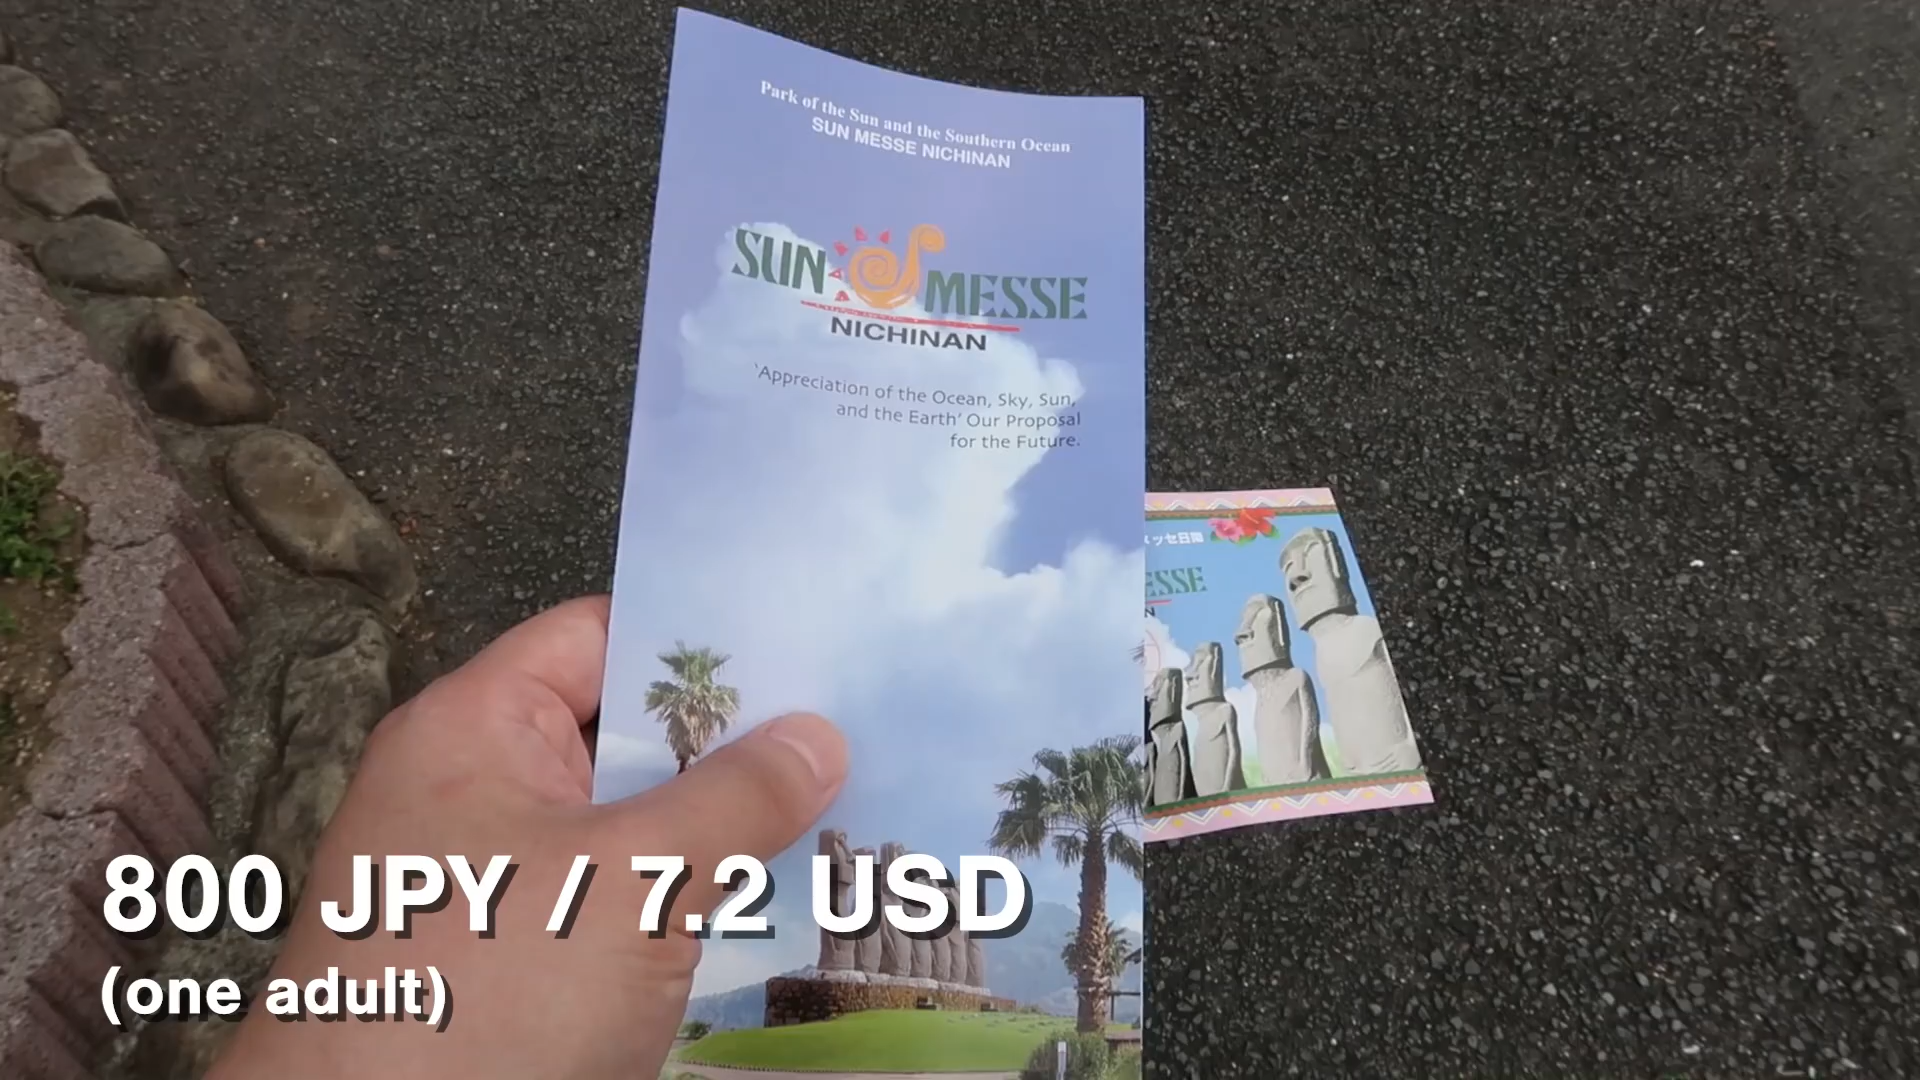 Park of the Sun and the Southern Ocean
SUN MESSE NICHINAN
SUN MESSE
NICHINAN
'Appreciation of the Ocean, Sky, Sun,
and the Earth' Our Proposal
for the Future.
ッセ日南
ESSE
N
800 JPY / 7.2 USD
(one adult)